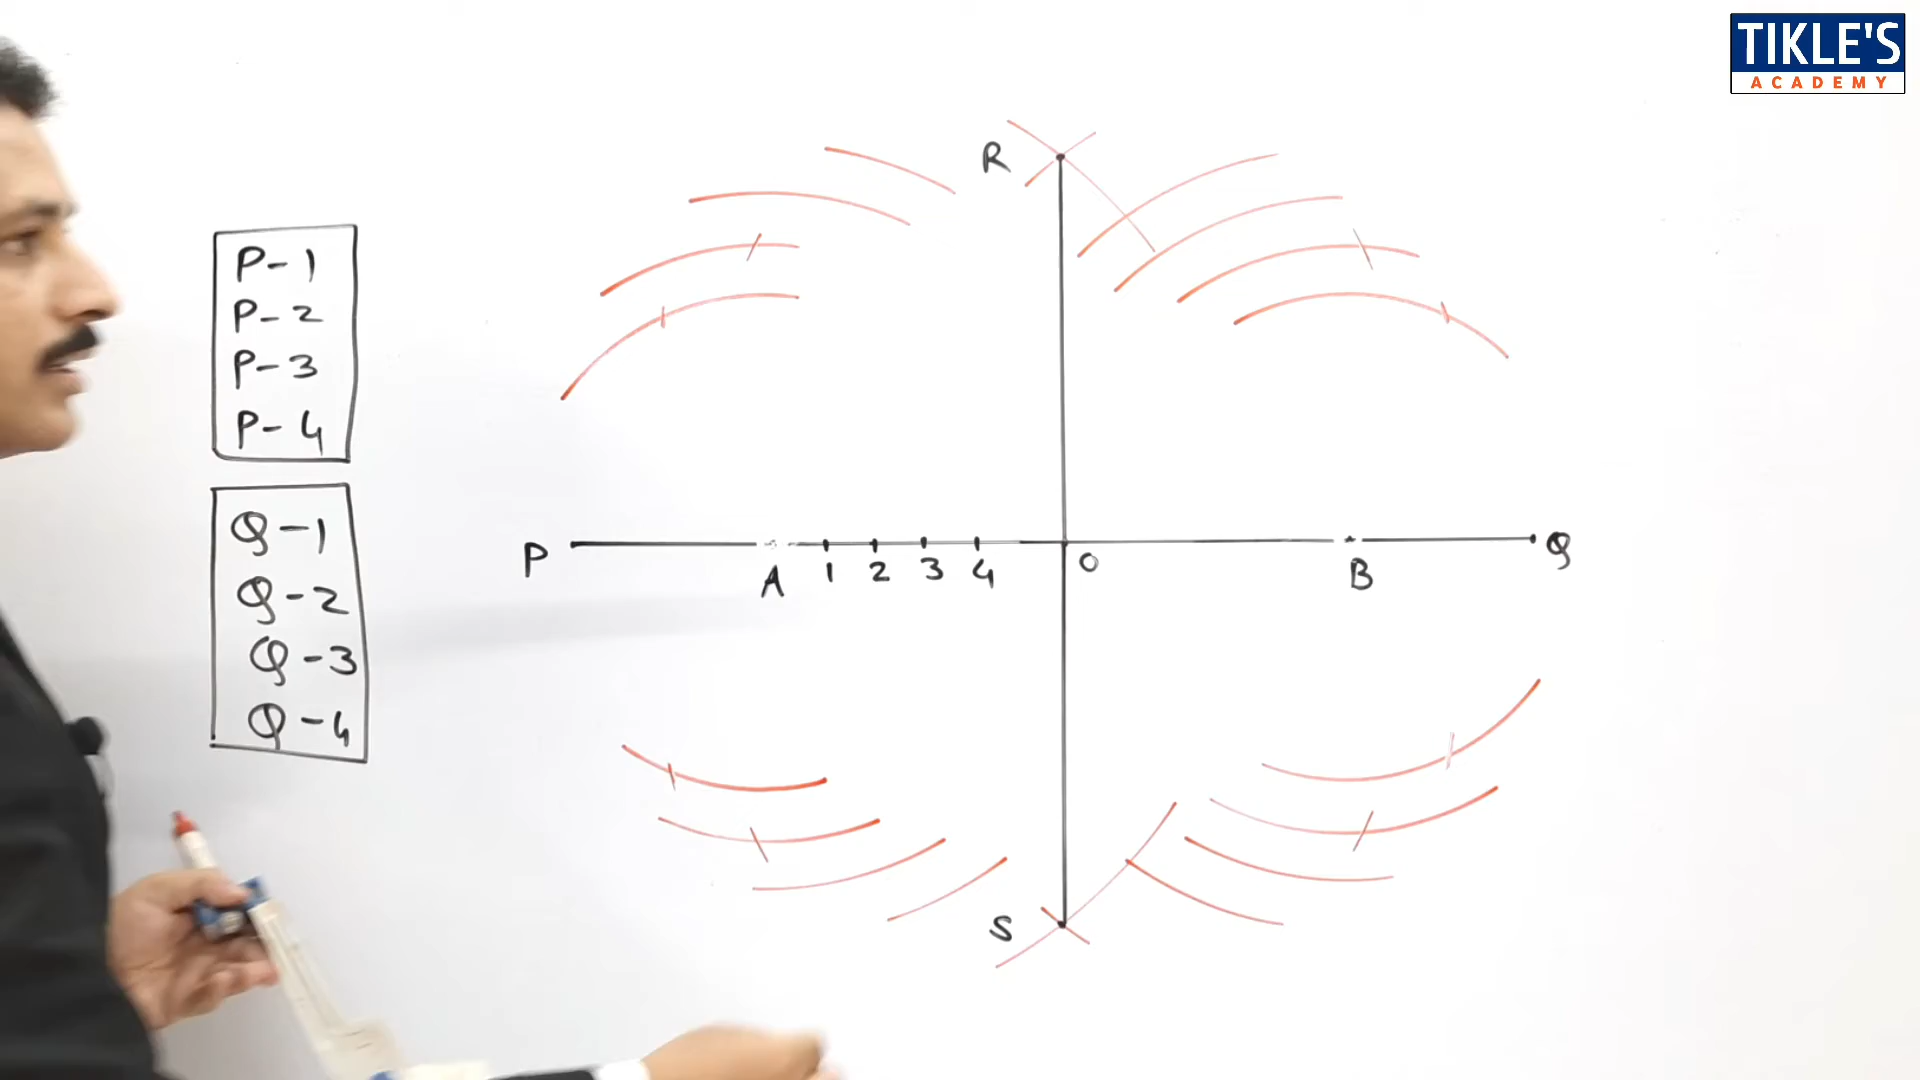 TIKLE'S
ACADEMY
P-1
P-2
P-3
P-4
Q-1
Q-2
Q-3
Q-4
R
P
A 1 2 3 4 O B
Q
S